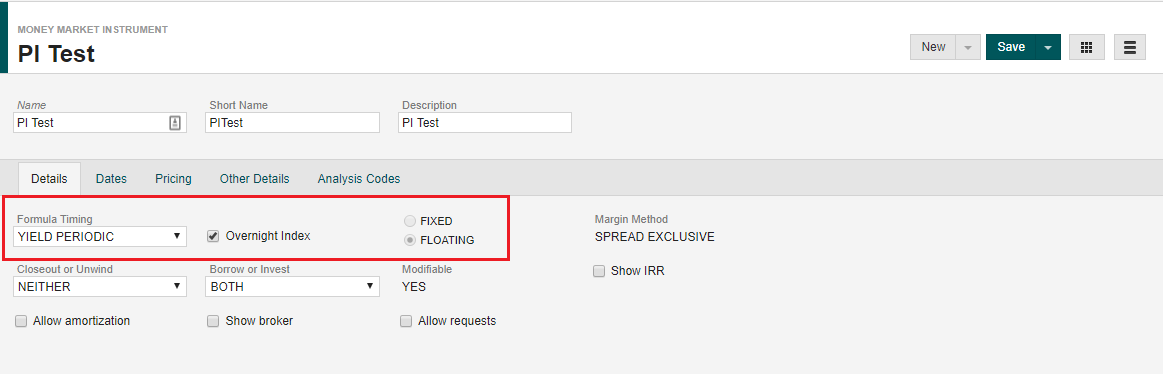 MONEY MARKET INSTRUMENT
PI Test
New
Save
Name
Short Name
Description
PI Test
PITest
PI Test
Details
Dates
Pricing
Other Details
Analysis Codes
Formula Timing
YIELD PERIODIC
Overnight Index
FIXED
FLOATING
Margin Method
SPREAD EXCLUSIVE
Closeout or Unwind
NEITHER
Borrow or Invest
BOTH
Modifiable
YES
Show IRR
Allow amortization
Show broker
Allow requests